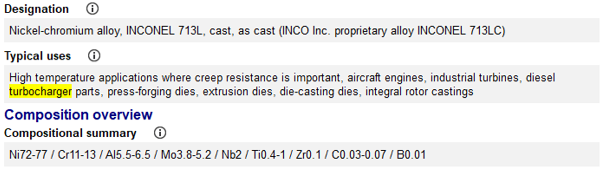 Designation
Nickel-chromium alloy, INCONEL 713L, cast, as cast (INCO Inc. proprietary alloy INCONEL 713LC)
Typical uses
High temperature applications where creep resistance is important, aircraft engines, industrial turbines, diesel
turbocharger parts, press-forging dies, extrusion dies, die-casting dies, integral rotor castings
Composition overview
Compositional summary
Ni72-77 / Cr11-13 / Al5.5-6.5 / Mo3.8-5.2 / Nb2 / Ti0.4-1 / Zr0.1 / C0.03-0.07 / B0.01